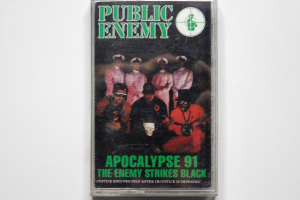 PUBLIC
ENEMY
APOCALYPSE 91
THE ENEMY STRIKES BLACK